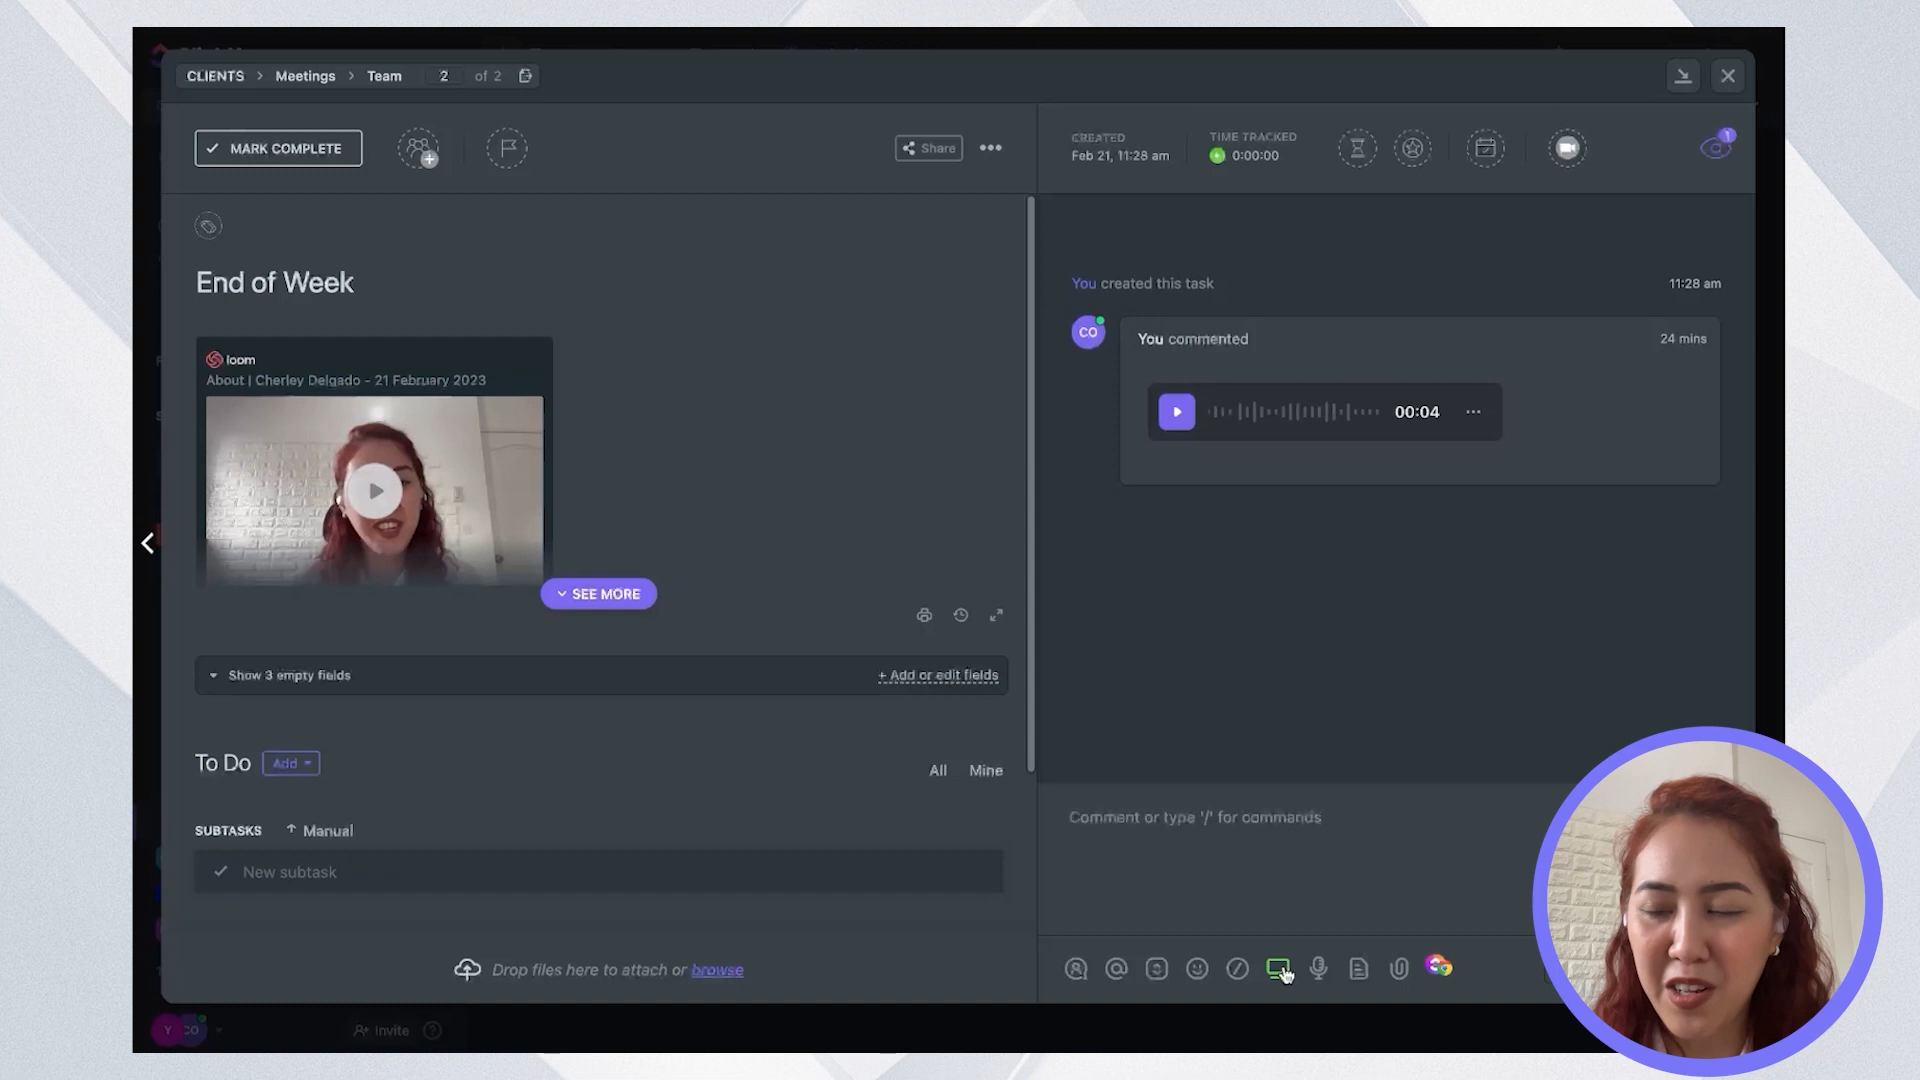 CLIENTS > Meetings > Team 2 of 2
MARK COMPLETE
Share
CREATED
Feb 21, 11:28 am
TIME TRACKED
0:00:00
1
End of Week
loom
About | Cherley Delgado - 21 February 2023
SEE MORE
Show 3 empty fields
+ Add or edit fields
To Do
Add
All
Mine
SUBTASKS
Manual
New subtask
Drop files here to attach or browse
You created this task
11:28 am
CO
You commented
24 mins
00:04
Comment or type '/' for commands
Y
CO
Invite